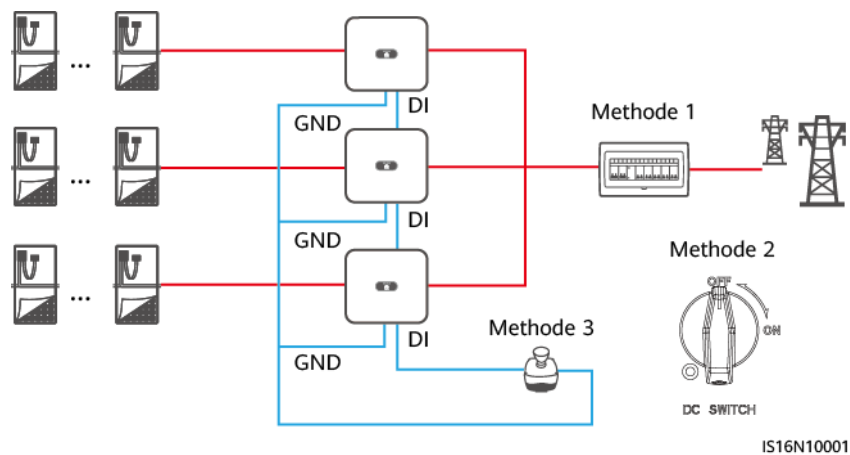 ...
DI
GND
Methode 1
...
DI
GND
Methode 2
OFF
ON
...
Methode 3
DI
GND
DC SWITCH
IS16N10001